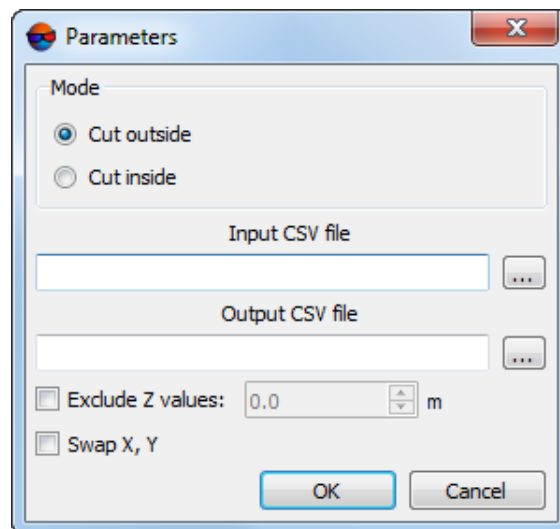 Parameters
Mode
Cut outside
Cut inside
Input CSV file
...
Output CSV file
...
Exclude Z values: 0.0 m
Swap X, Y
OK Cancel